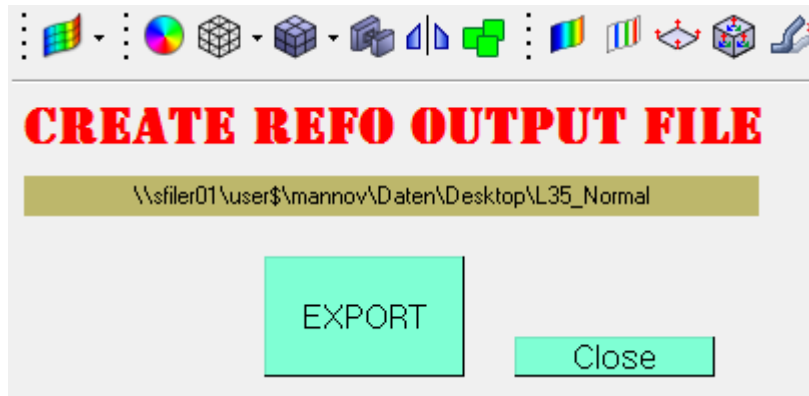 CREATE REFO OUTPUT FILE
\\sfiler01\user$\mannov\Daten\Desktop\L35_Normal
EXPORT
Close